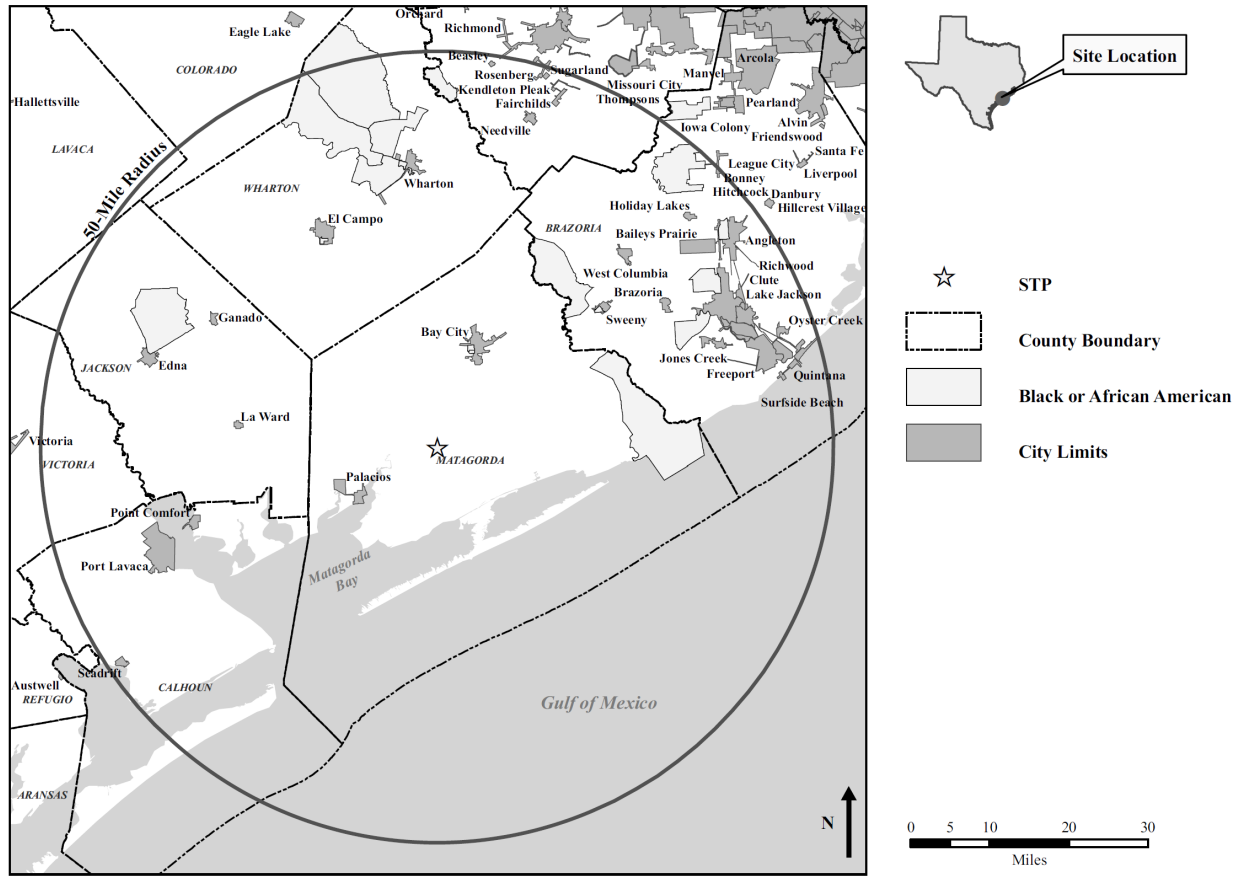 Orchard
Eagle Lake
Richmond
COLORADO
Beasley
Rosenberg
Sugarland
Kendleton Pleak
Fairchilds
Needville
Missouri City
Thompsons
Manvel
Arcola
Pearland
Iowa Colony
Alvin
Friendswood
Santa Fe
League City
Liverpool
Bonney
Hitchcock
Danbury
Hillcrest Village
Hallettsville
LAVACA
50-Mile Radius
WHARTON
Wharton
El Campo
Holiday Lakes
BRAZORIA
Baileys Prairie
Angleton
Richwood
West Columbia
Clute
Brazoria
Lake Jackson
Sweeny
Oyster Creek
Ganado
Bay City
Edna
JACKSON
Jones Creek
Freeport
Quintana
Surfside Beach
La Ward
Victoria
VICTORIA
MATAGORDA
Palacios
Point Comfort
Port Lavaca
Matagorda
Bay
Seadrift
Austwell
REFUGIO
CALHOUN
Gulf of Mexico
ARANSAS
N
Site Location
STP
County Boundary
Black or African American
City Limits
0 5 10 20 30
Miles